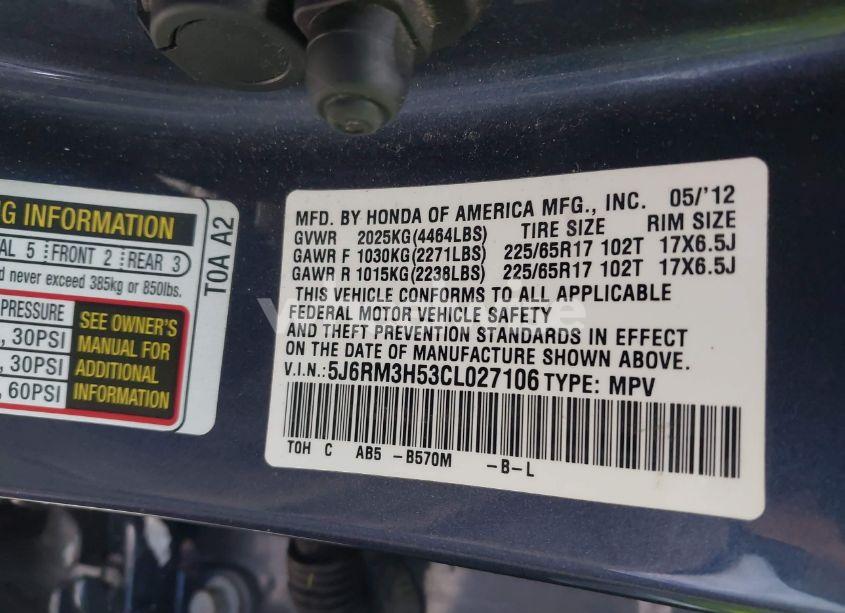 NG INFORMATION
AL 5 FRONT 2 REAR 3
d never exceed 385kg or 850lbs.
PRESSURE
, 30PSI
, 30PSI
, 60PSI
SEE OWNER'S
MANUAL FOR
ADDITIONAL
INFORMATION
TOA A2
MFD. BY HONDA OF AMERICA MFG., INC. 05/'12
GVWR 2025KG(4464LBS) TIRE SIZE RIM SIZE
GAWR F 1030KG(2271LBS) 225/65R17 102T 17X6.5J
GAWR R 1015KG(2238LBS) 225/65R17 102T 17X6.5J
THIS VEHICLE CONFORMS TO ALL APPLICABLE
FEDERAL MOTOR VEHICLE SAFETY
AND THEFT PREVENTION STANDARDS IN EFFECT
ON THE DATE OF MANUFACTURE SHOWN ABOVE.
V.I.N.:5J6RM3H53CL027106 TYPE: MPV
TOH C AB5 -B570M -B-L